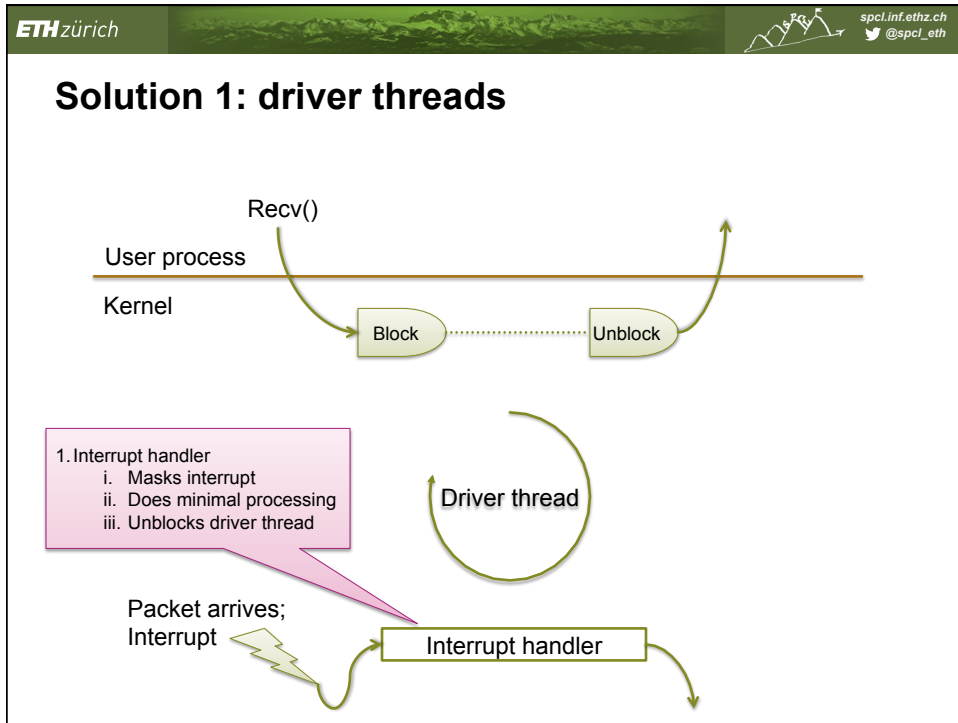 ETH zürich
spcl.inf.ethz.ch
@spcl_eth
Solution 1: driver threads
Recv()
User process
Kernel
Block
Unblock
1. Interrupt handler
i. Masks interrupt
ii. Does minimal processing
iii. Unblocks driver thread
Driver thread
Packet arrives;
Interrupt
Interrupt handler